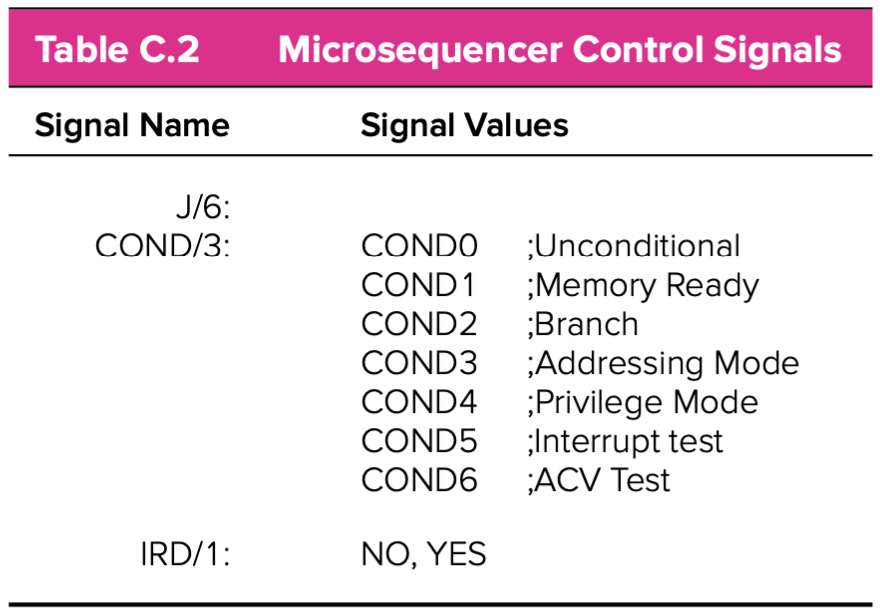 Table C.2 Microsequencer Control Signals
Signal Name Signal Values
J/6:
COND/3: COND0 ;Unconditional
COND1 ;Memory Ready
COND2 ;Branch
COND3 ;Addressing Mode
COND4 ;Privilege Mode
COND5 ;Interrupt test
COND6 ;ACV Test
IRD/1: NO, YES